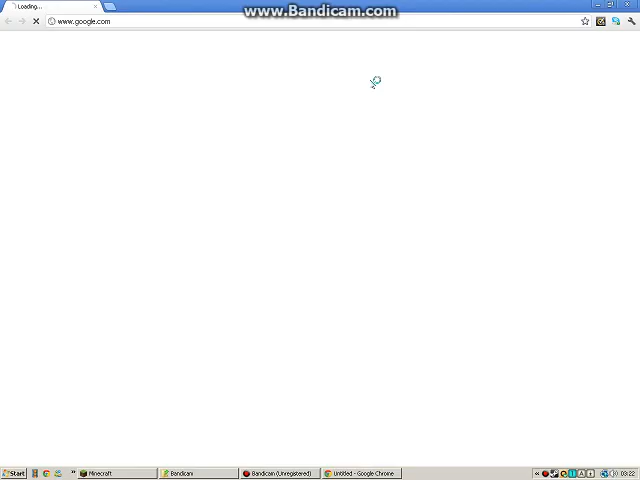 www.Bandicam.com
Loading...
www.google.com
Start
Minecraft
Bandicam
Bandicam (Unregistered)
Untitled - Google Chrome
« 
A
03:22